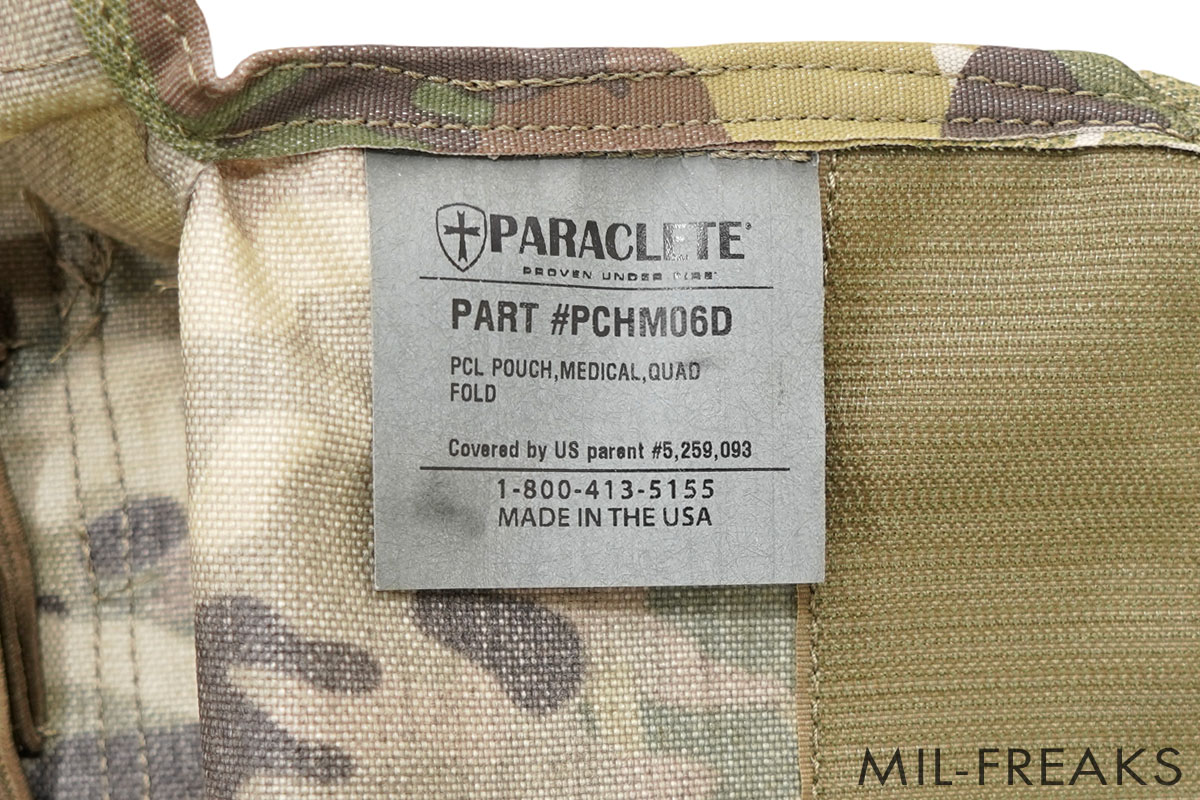 PARACLETE®
PROVEN UNDER FIRE
PART #PCHM06D
PCL POUCH,MEDICAL,QUAD
FOLD
Covered by US parent #5,259,093
1-800-413-5155
MADE IN THE USA
MIL-FREAKS